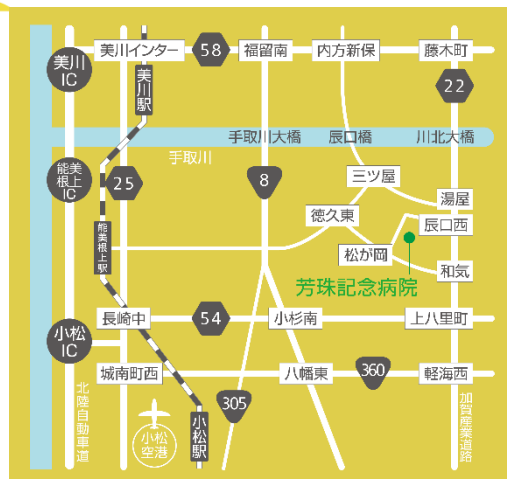 美川インター
58
福留南
内方新保
藤木町
美川
IC
美川駅
22
手取川大橋
辰口橋
川北大橋
手取川
能美
根上
IC
25
8
三ツ屋
湯屋
徳久東
辰口西
能美根上駅
松が岡
和気
芳珠記念病院
長崎中
54
小杉南
上八里町
小松
IC
城南町西
八幡東
360
軽海西
305
北陸自動車道
小松
空港
小松駅
加賀産業道路